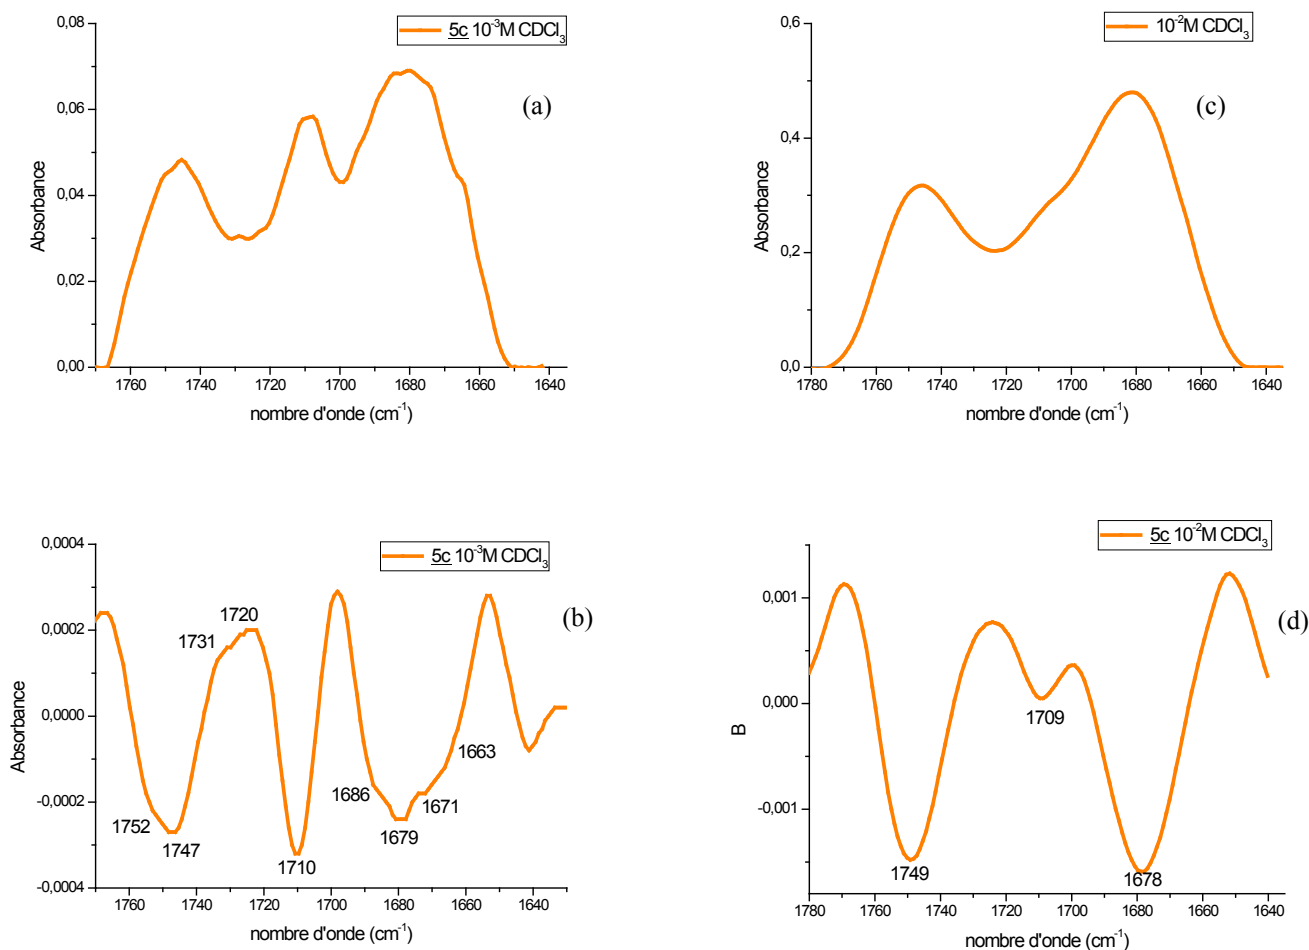 0,08
5c 10-3M CDCl3
0,06
(a)
0,04
Absorbance
0,02
0,00
1760 1740 1720 1700 1680 1660 1640
nombre d'onde (cm-1)
0,6
10-2M CDCl3
(c)
0,4
Absorbance
0,2
0,0
1780 1760 1740 1720 1700 1680 1660 1640
nombre d'onde (cm-1)
0,0004
5c 10-3M CDCl3
1720
(b)
0,0002
1731
0,0000
Absorbance
1663
-0,0002
1686
1671
1752
1679
1747
1710
-0,0004
1760 1740 1720 1700 1680 1660 1640
nombre d'onde (cm-1)
5c 10-2M CDCl3
0,001
(d)
0,000
1709
B
-0,001
1749
1678
1780 1760 1740 1720 1700 1680 1660 1640
nombre d'onde (cm-1)